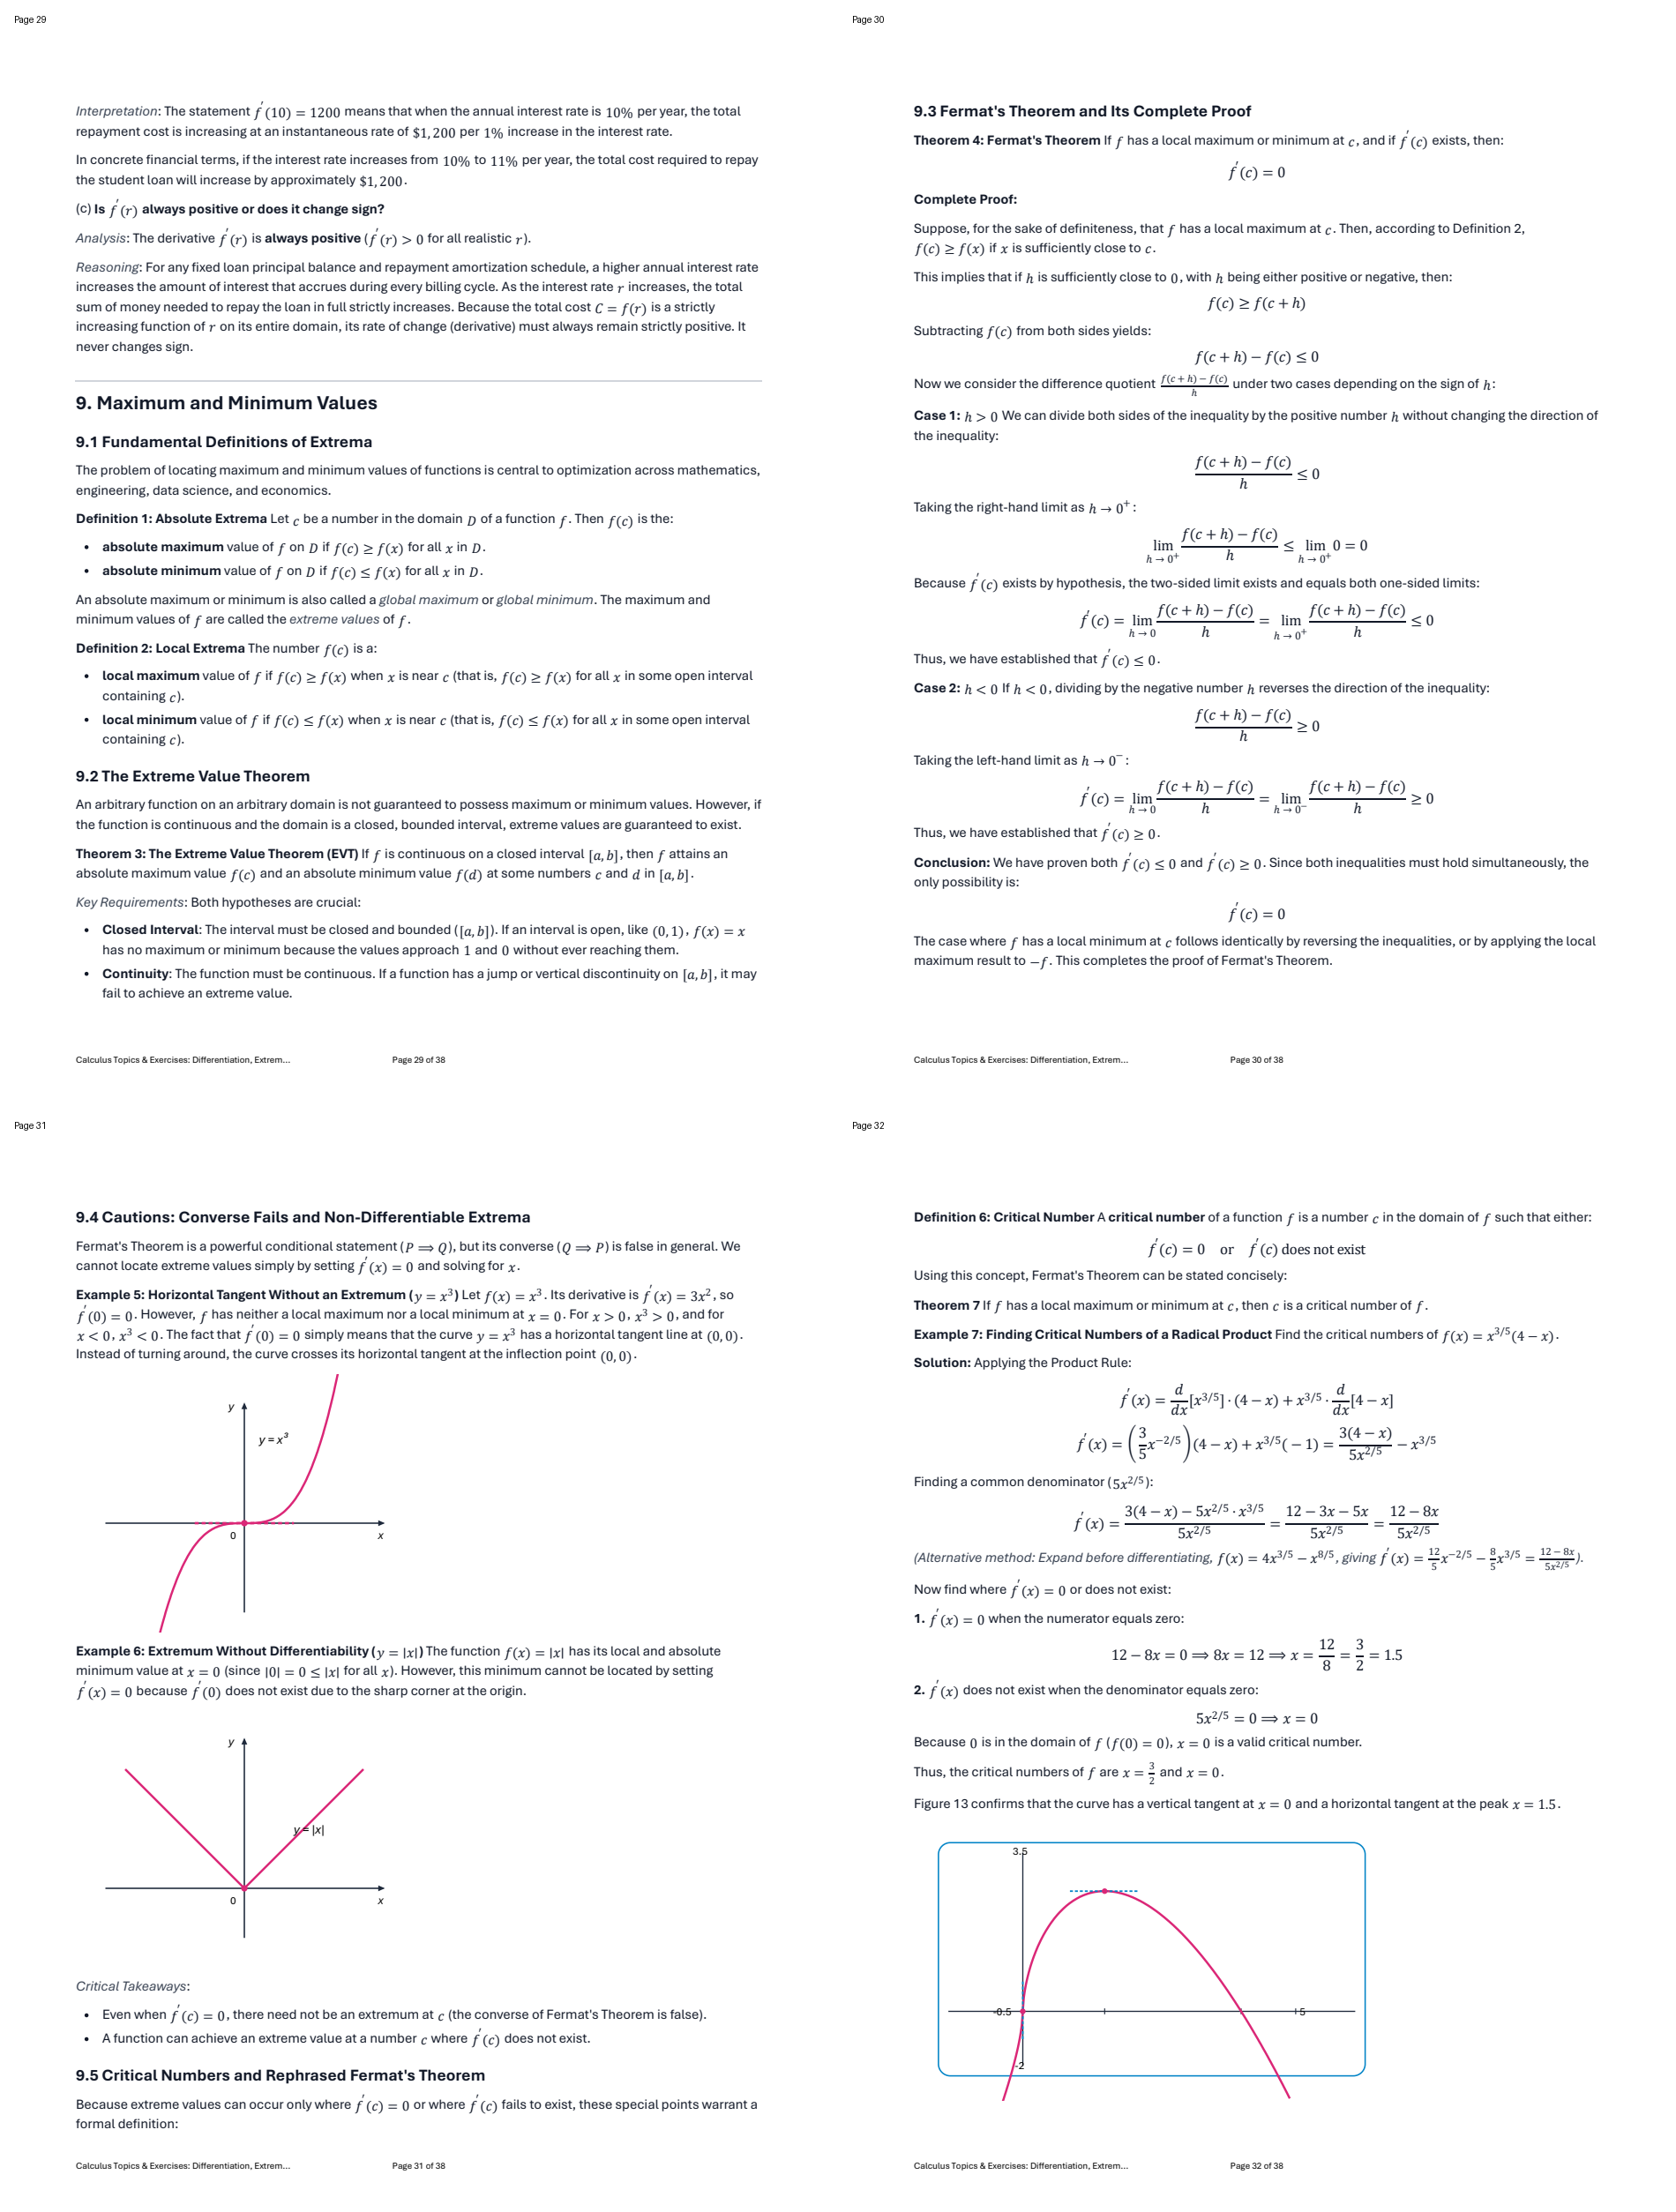 Page 29
Interpretation: The statement f′(10) = 1200 means that when the annual interest rate is 10% per year, the total
repayment cost is increasing at an instantaneous rate of $1,200 per 1% increase in the interest rate.
In concrete financial terms, if the interest rate increases from 10% to 11% per year, the total cost required to repay
the student loan will increase by approximately $1,200.
(c) Is f′(r) always positive or does it change sign?
Analysis: The derivative f′(r) is always positive (f′(r) > 0 for all realistic r).
Reasoning: For any fixed loan principal balance and repayment amortization schedule, a higher annual interest rate
increases the amount of interest that accrues during every billing cycle. As the interest rate r increases, the total
sum of money needed to repay the loan in full strictly increases. Because the total cost C = f(r) is a strictly
increasing function of r on its entire domain, its rate of change (derivative) must always remain strictly positive. It
never changes sign.
9. Maximum and Minimum Values
9.1 Fundamental Definitions of Extrema
The problem of locating maximum and minimum values of functions is central to optimization across mathematics,
engineering, data science, and economics.
Definition 1: Absolute Extrema Let c be a number in the domain D of a function f. Then f(c) is the:
• absolute maximum value of f on D if f(c) ≥ f(x) for all x in D.
• absolute minimum value of f on D if f(c) ≤ f(x) for all x in D.
An absolute maximum or minimum is also called a global maximum or global minimum. The maximum and
minimum values of f are called the extreme values of f.
Definition 2: Local Extrema The number f(c) is a:
• local maximum value of f if f(c) ≥ f(x) when x is near c (that is, f(c) ≥ f(x) for all x in some open interval
containing c).
• local minimum value of f if f(c) ≤ f(x) when x is near c (that is, f(c) ≤ f(x) for all x in some open interval
containing c).
9.2 The Extreme Value Theorem
An arbitrary function on an arbitrary domain is not guaranteed to possess maximum or minimum values. However, if
the function is continuous and the domain is a closed, bounded interval, extreme values are guaranteed to exist.
Theorem 3: The Extreme Value Theorem (EVT) If f is continuous on a closed interval [a, b], then f attains an
absolute maximum value f(c) and an absolute minimum value f(d) at some numbers c and d in [a, b].
Key Requirements: Both hypotheses are crucial:
• Closed Interval: The interval must be closed and bounded ([a, b]). If an interval is open, like (0, 1), f(x) = x
has no maximum or minimum because the values approach 1 and 0 without ever reaching them.
• Continuity: The function must be continuous. If a function has a jump or vertical discontinuity on [a, b], it may
fail to achieve an extreme value.
Calculus Topics & Exercises: Differentiation, Extrem... Page 29 of 38
Page 30
9.3 Fermat's Theorem and Its Complete Proof
Theorem 4: Fermat's Theorem If f has a local maximum or minimum at c, and if f′(c) exists, then:
f′(c) = 0
Complete Proof:
Suppose, for the sake of definiteness, that f has a local maximum at c. Then, according to Definition 2,
f(c) ≥ f(x) if x is sufficiently close to c.
This implies that if h is sufficiently close to 0, with h being either positive or negative, then:
f(c) ≥ f(c + h)
Subtracting f(c) from both sides yields:
f(c + h) − f(c) ≤ 0
Now we consider the difference quotient (f(c + h) − f(c))/h under two cases depending on the sign of h:
Case 1: h > 0 We can divide both sides of the inequality by the positive number h without changing the direction of
the inequality:
(f(c + h) − f(c))/h ≤ 0
Taking the right-hand limit as h → 0⁺:
lim h → 0⁺ (f(c + h) − f(c))/h ≤ lim h → 0⁺ 0 = 0
Because f′(c) exists by hypothesis, the two-sided limit exists and equals both one-sided limits:
f′(c) = lim h → 0 (f(c + h) − f(c))/h = lim h → 0⁺ (f(c + h) − f(c))/h ≤ 0
Thus, we have established that f′(c) ≤ 0.
Case 2: h < 0 If h < 0, dividing by the negative number h reverses the direction of the inequality:
(f(c + h) − f(c))/h ≥ 0
Taking the left-hand limit as h → 0⁻:
f′(c) = lim h → 0 (f(c + h) − f(c))/h = lim h → 0⁻ (f(c + h) − f(c))/h ≥ 0
Thus, we have established that f′(c) ≥ 0.
Conclusion: We have proven both f′(c) ≤ 0 and f′(c) ≥ 0. Since both inequalities must hold simultaneously, the
only possibility is:
f′(c) = 0
The case where f has a local minimum at c follows identically by reversing the inequalities, or by applying the local
maximum result to −f. This completes the proof of Fermat's Theorem.
Calculus Topics & Exercises: Differentiation, Extrem... Page 30 of 38
Page 31
9.4 Cautions: Converse Fails and Non-Differentiable Extrema
Fermat's Theorem is a powerful conditional statement (P ⟹ Q), but its converse (Q ⟹ P) is false in general. We
cannot locate extreme values simply by setting f′(x) = 0 and solving for x.
Example 5: Horizontal Tangent Without an Extremum (y = x³) Let f(x) = x³. Its derivative is f′(x) = 3x², so
f′(0) = 0. However, f has neither a local maximum nor a local minimum at x = 0. For x > 0, x³ > 0, and for
x < 0, x³ < 0. The fact that f′(0) = 0 simply means that the curve y = x³ has a horizontal tangent line at (0, 0).
Instead of turning around, the curve crosses its horizontal tangent at the inflection point (0, 0).
y
y = x³
0
x
Example 6: Extremum Without Differentiability (y = |x|) The function f(x) = |x| has its local and absolute
minimum value at x = 0 (since |0| = 0 ≤ |x| for all x). However, this minimum cannot be located by setting
f′(x) = 0 because f′(0) does not exist due to the sharp corner at the origin.
y
y = |x|
0
x
Critical Takeaways:
• Even when f′(c) = 0, there need not be an extremum at c (the converse of Fermat's Theorem is false).
• A function can achieve an extreme value at a number c where f′(c) does not exist.
9.5 Critical Numbers and Rephrased Fermat's Theorem
Because extreme values can occur only where f′(c) = 0 or where f′(c) fails to exist, these special points warrant a
formal definition:
Calculus Topics & Exercises: Differentiation, Extrem... Page 31 of 38
Page 32
Definition 6: Critical Number A critical number of a function f is a number c in the domain of f such that either:
f′(c) = 0 or f′(c) does not exist
Using this concept, Fermat's Theorem can be stated concisely:
Theorem 7 If f has a local maximum or minimum at c, then c is a critical number of f.
Example 7: Finding Critical Numbers of a Radical Product Find the critical numbers of f(x) = x^{3/5}(4 − x).
Solution: Applying the Product Rule:
f′(x) = d/dx [x^{3/5}] · (4 − x) + x^{3/5} · d/dx [4 − x]
f′(x) = (3/5 x^{−2/5})(4 − x) + x^{3/5}( − 1) = 3(4 − x)/5x^{2/5} − x^{3/5}
Finding a common denominator (5x^{2/5}):
f′(x) = (3(4 − x) − 5x^{2/5} · x^{3/5})/5x^{2/5} = (12 − 3x − 5x)/5x^{2/5} = (12 − 8x)/5x^{2/5}
(Alternative method: Expand before differentiating, f(x) = 4x^{3/5} − x^{8/5}, giving f′(x) = 12/5 x^{−2/5} − 8/5 x^{3/5} = (12 − 8x)/5x^{2/5}).
Now find where f′(x) = 0 or does not exist:
1. f′(x) = 0 when the numerator equals zero:
12 − 8x = 0 ⟹ 8x = 12 ⟹ x = 12/8 = 3/2 = 1.5
2. f′(x) does not exist when the denominator equals zero:
5x^{2/5} = 0 ⟹ x = 0
Because 0 is in the domain of f (f(0) = 0), x = 0 is a valid critical number.
Thus, the critical numbers of f are x = 3/2 and x = 0.
Figure 13 confirms that the curve has a vertical tangent at x = 0 and a horizontal tangent at the peak x = 1.5.
3.5
-0.5
5
-2
Calculus Topics & Exercises: Differentiation, Extrem... Page 32 of 38